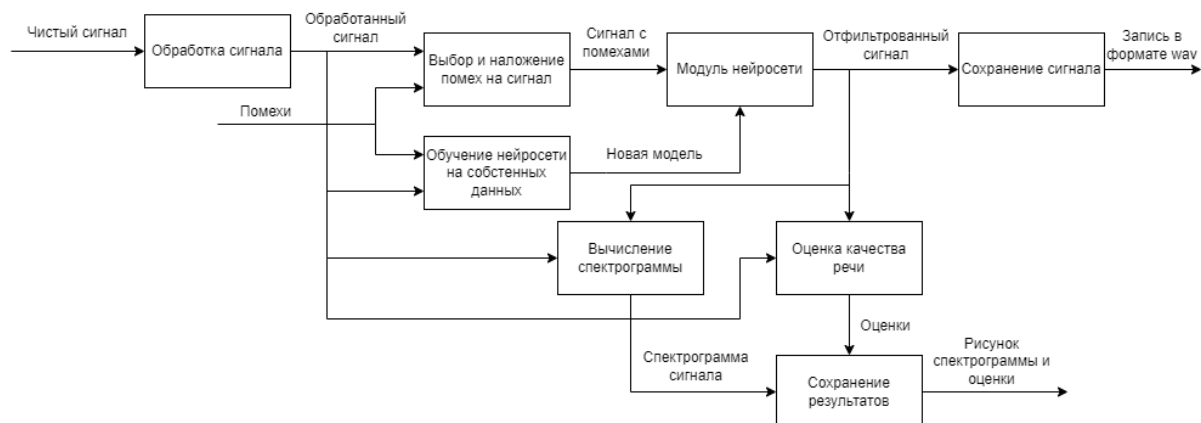 Чистый сигнал
Обработка сигнала
Обработанный
сигнал
Выбор и наложение
помех на сигнал
Сигнал с
помехами
Модуль нейросети
Отфильтрованный
сигнал
Сохранение сигнала
Запись в
формате wav
Помехи
Обучение нейросети
на собстенных
данных
Новая модель
Вычисление
спектрограммы
Оценка качества
речи
Оценки
Спектрограмма
сигнала
Сохранение
результатов
Рисунок
спектрограммы и
оценки